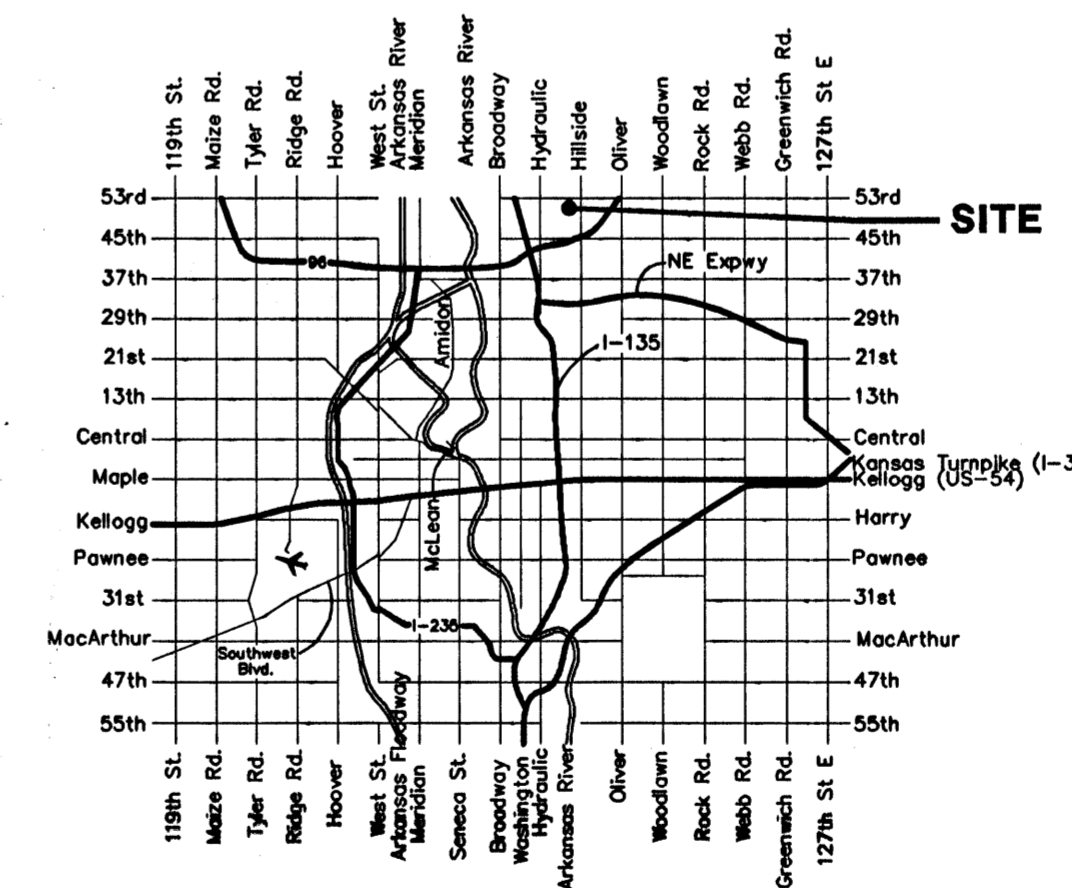 119th St.
Maize Rd.
Tyler Rd.
Ridge Rd.
Hoover
West St.
Arkansas River
Meridian
Arkansas River
Broadway
Hydraulic
Hillside
Oliver
Woodlawn
Rock Rd.
Webb Rd.
Greenwich Rd.
127th St E
53rd
53rd
SITE
45th
45th
96
NE Expwy
37th
37th
29th
29th
Amidon
I-135
21st
21st
13th
13th
Central
Central
Kansas Turnpike (I-3
Maple
Kellogg (US-54)
Kellogg
Harry
McLean
Pawnee
Pawnee
31st
31st
I-235
MacArthur
MacArthur
Southwest
Blvd.
47th
47th
55th
55th
119th St.
Maize Rd.
Tyler Rd.
Ridge Rd.
Hoover
West St.
Arkansas Floodway
Meridian
Seneca St.
Broadway
Washington
Hydraulic
Arkansas River
Oliver
Woodlawn
Rock Rd.
Webb Rd.
Greenwich Rd.
127th St E